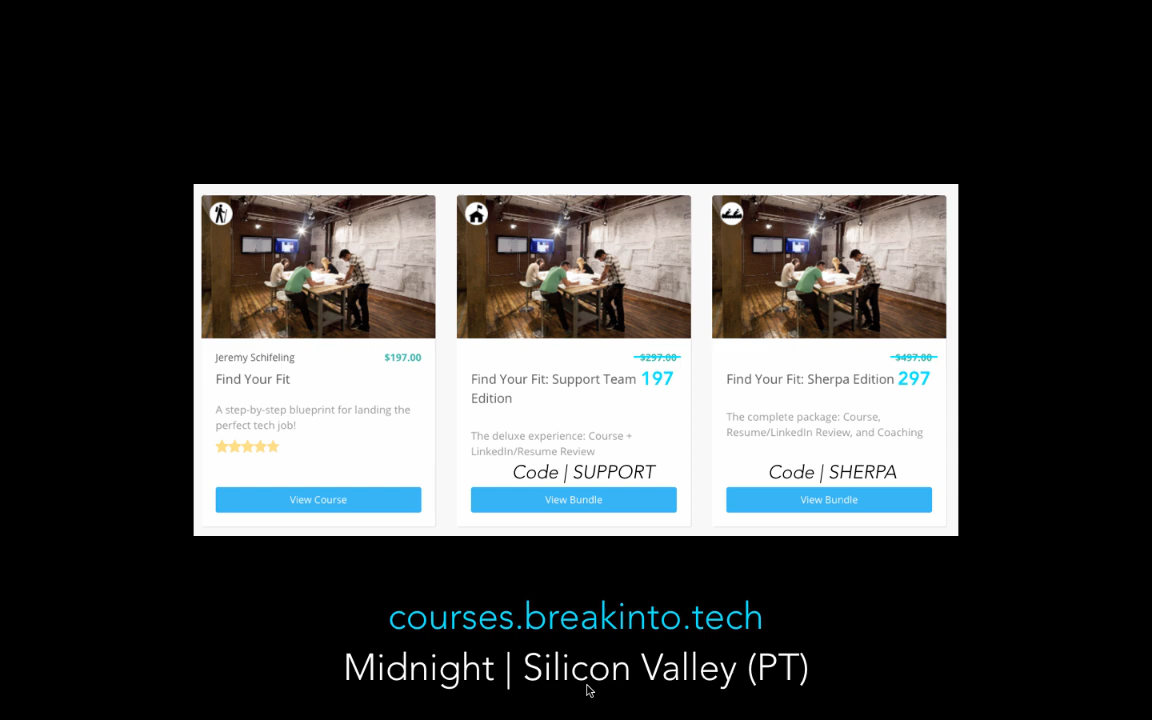 Jeremy Schifeling
$197.00
Find Your Fit
A step-by-step blueprint for landing the
perfect tech job!
View Course
$297.00
Find Your Fit: Support Team 197
Edition
The deluxe experience: Course +
LinkedIn/Resume Review
Code | SUPPORT
View Bundle
$497.00
Find Your Fit: Sherpa Edition 297
The complete package: Course,
Resume/LinkedIn Review, and Coaching
Code | SHERPA
View Bundle
courses.breakinto.tech
Midnight | Silicon Valley (PT)